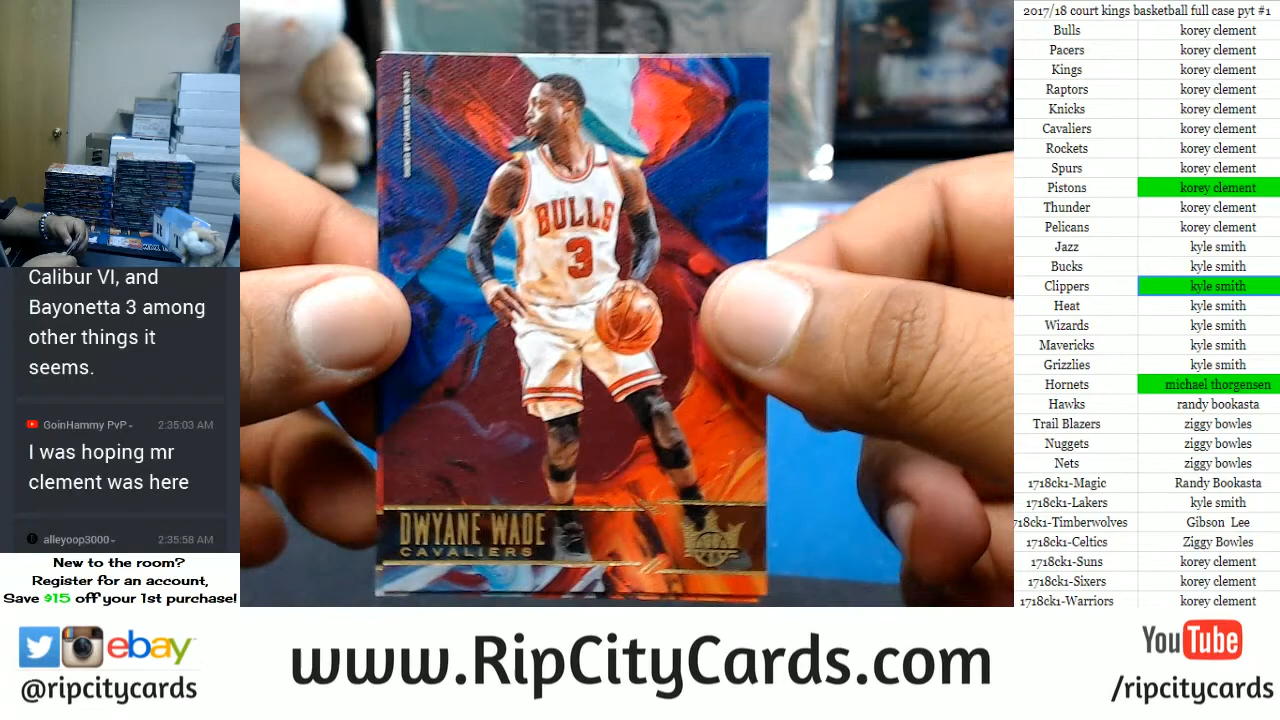 Calibur VI, and
Bayonetta 3 among
other things it
seems.
GoinHammy PvP
2:35:03 AM
I was hoping mr
clement was here
alleyoop3000
2:35:58 AM
New to the room?
Register for an account,
Save $15 off your 1st purchase!
BULLS
3
DWYANE WADE
CAVALIERS
2017/18 court kings basketball full case pyt #1
Bulls korey clement
Pacers korey clement
Kings korey clement
Raptors korey clement
Knicks korey clement
Cavaliers korey clement
Rockets korey clement
Spurs korey clement
Pistons korey clement
Thunder korey clement
Pelicans korey clement
Jazz kyle smith
Bucks kyle smith
Clippers kyle smith
Heat kyle smith
Wizards kyle smith
Mavericks kyle smith
Grizzlies kyle smith
Hornets michael thorgensen
Hawks randy bookasta
Trail Blazers ziggy bowles
Nuggets ziggy bowles
Nets ziggy bowles
1718ck1-Magic Randy Bookasta
1718ck1-Lakers kyle smith
718ck1-Timberwolves Gibson Lee
1718ck1-Celtics Ziggy Bowles
1718ck1-Suns korey clement
1718ck1-Sixers korey clement
1718ck1-Warriors korey clement
ebay
@ripcitycards
www.RipCityCards.com
YouTube
/ripcitycards